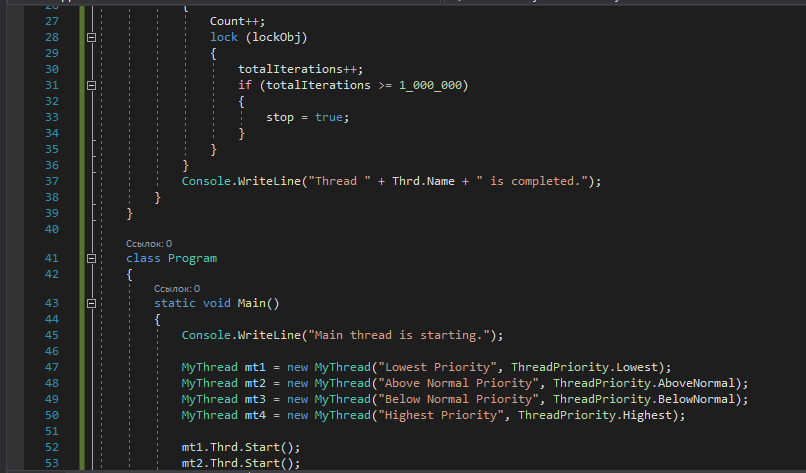 27 Count++;
28 lock (lockObj)
29 {
30 totalIterations++;
31 if (totalIterations >= 1_000_000)
32 {
33 stop = true;
34 }
35 }
36 }
37 Console.WriteLine("Thread " + Thrd.Name + " is completed.");
38 }
39 }
40
Ссылок: 0
41 class Program
42 {
Ссылок: 0
43 static void Main()
44 {
45 Console.WriteLine("Main thread is starting.");
46
47 MyThread mt1 = new MyThread("Lowest Priority", ThreadPriority.Lowest);
48 MyThread mt2 = new MyThread("Above Normal Priority", ThreadPriority.AboveNormal);
49 MyThread mt3 = new MyThread("Below Normal Priority", ThreadPriority.BelowNormal);
50 MyThread mt4 = new MyThread("Highest Priority", ThreadPriority.Highest);
51
52 mt1.Thrd.Start();
53 mt2.Thrd.Start();